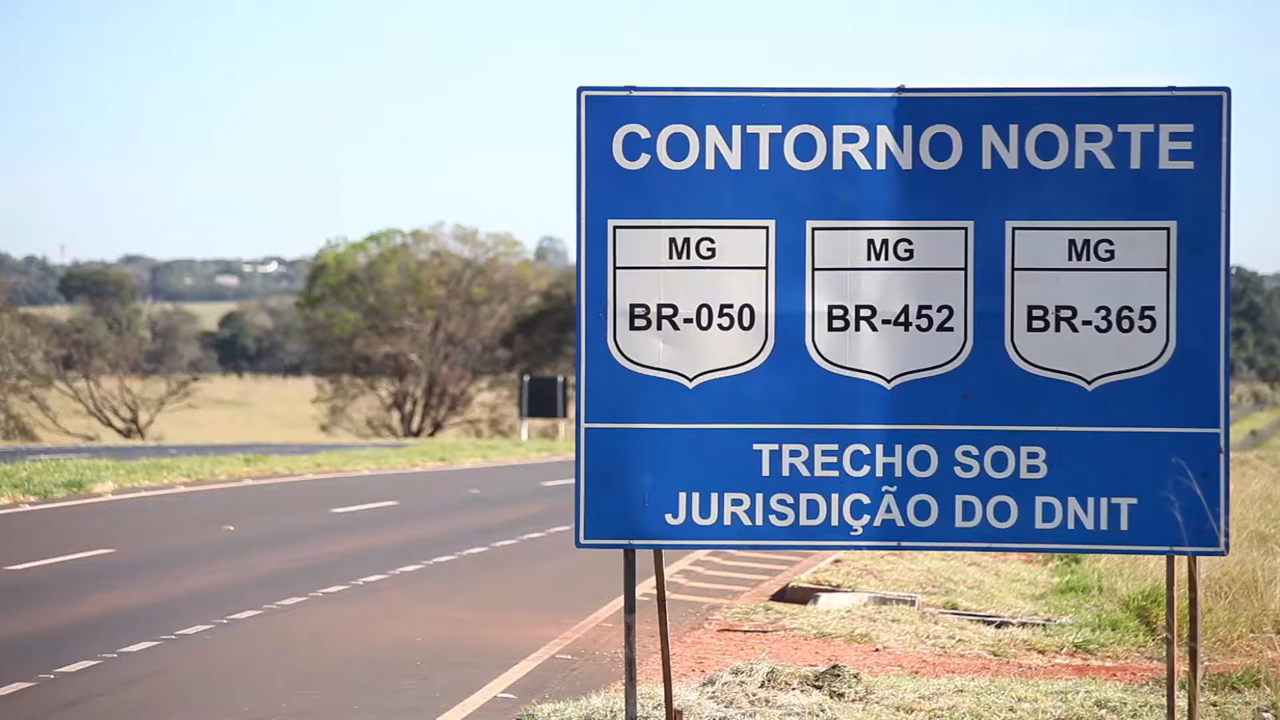 CONTORNO NORTE
MG MG MG
BR-050 BR-452 BR-365
TRECHO SOB
JURISDIÇÃO DO DNIT